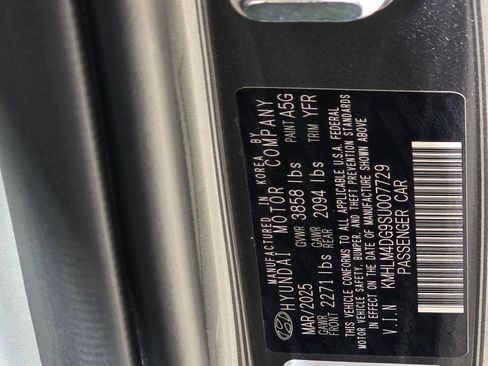 MANUFACTURED IN KOREA BY
HYUNDAI MOTOR COMPANY
MAR/2025 GVWR 3858 lbs PAINT A5G
GAWR FRONT 2271 lbs GAWR REAR 2094 lbs TRIM YFR
THIS VEHICLE CONFORMS TO ALL APPLICABLE U.S.A. FEDERAL
MOTOR VEHICLE SAFETY, BUMPER, AND THEFT PREVENTION STANDARDS
IN EFFECT ON THE DATE OF MANUFACTURE SHOWN ABOVE
V.I.N KMHLM4DG9SU007729
PASSENGER CAR